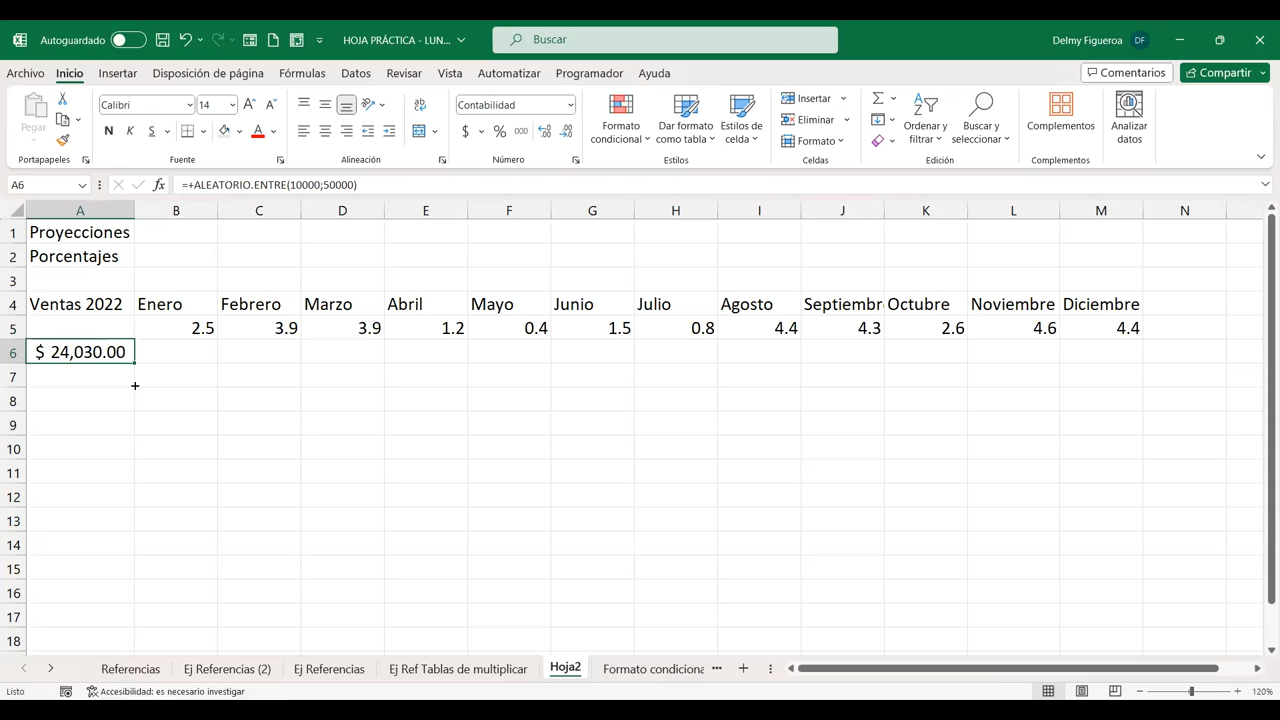 Autoguardado HOJA PRÁCTICA - LUN... Buscar Delmy Figueroa DF
Archivo Inicio Insertar Disposición de página Fórmulas Datos Revisar Vista Automatizar Programador Ayuda Comentarios Compartir
Pegar
Portapapeles
Calibri 14
N K S
Fuente
Alineación
Contabilidad
$ % 000
Número
Formato condicional
Dar formato como tabla
Estilos de celda
Estilos
Insertar
Eliminar
Formato
Celdas
Ordenar y filtrar
Buscar y seleccionar
Edición
Complementos
Complementos
Analizar datos
A6 fx =+ALEATORIO.ENTRE(10000;50000)
A B C D E F G H I J K L M N
1 Proyecciones
2 Porcentajes
3
4 Ventas 2022 Enero Febrero Marzo Abril Mayo Junio Julio Agosto Septiembr Octubre Noviembre Diciembre
5 2.5 3.9 3.9 1.2 0.4 1.5 0.8 4.4 4.3 2.6 4.6 4.4
6 $ 24,030.00
7
8
9
10
11
12
13
14
15
16
17
18
Referencias Ej Referencias (2) Ej Referencias Ej Ref Tablas de multiplicar Hoja2 Formato condiciona ...
Listo Accesibilidad: es necesario investigar 120%